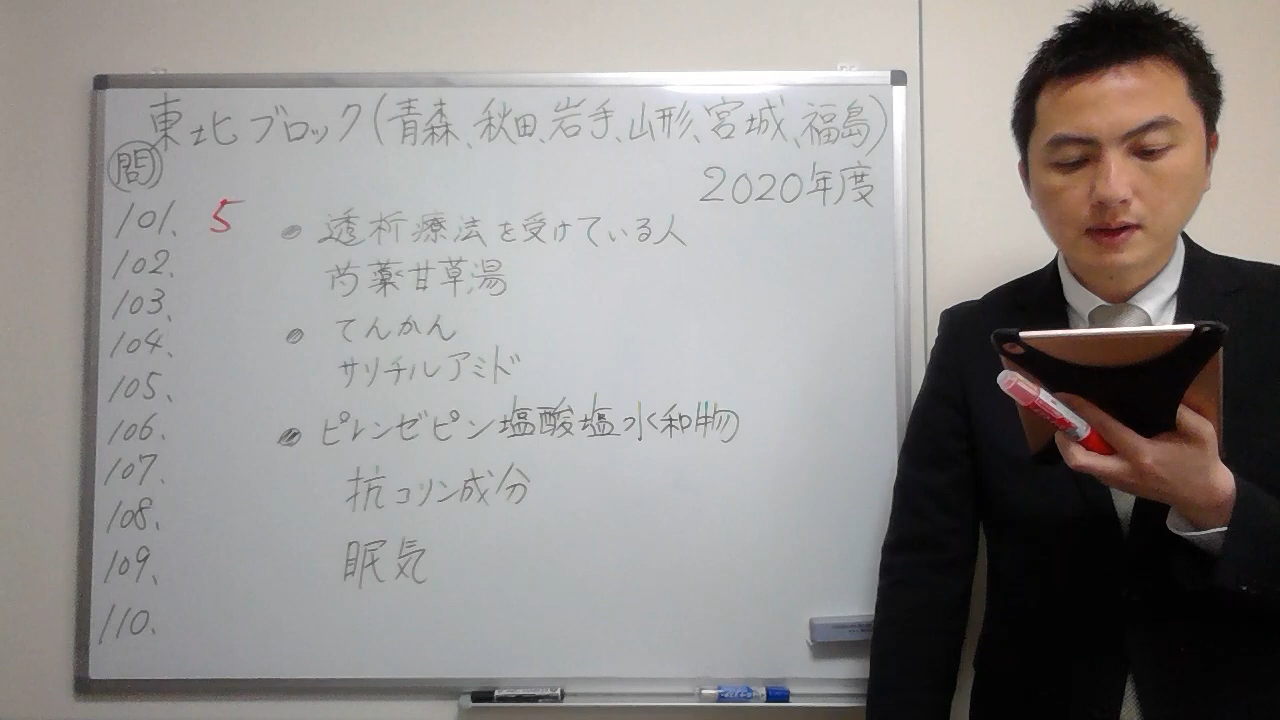 東北ブロック(青森、秋田、岩手、山形、宮城、福島)
2020年度
問
101. 5
102.
103.
104.
105.
106.
107.
108.
109.
110.
● 透析療法を受けている人
芍薬甘草湯
● てんかん
サリチルアミド
● ピレンゼピン塩酸塩水和物
抗コリン成分
眠気